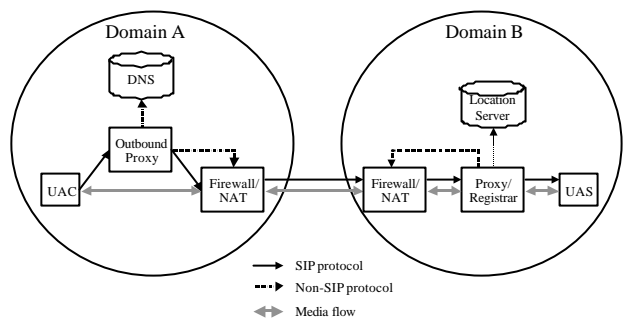 Domain A
Domain B
DNS
Location
Server
Outbound
Proxy
UAC
Firewall/
NAT
Firewall/
NAT
Proxy/
Registrar
UAS
SIP protocol
Non-SIP protocol
Media flow